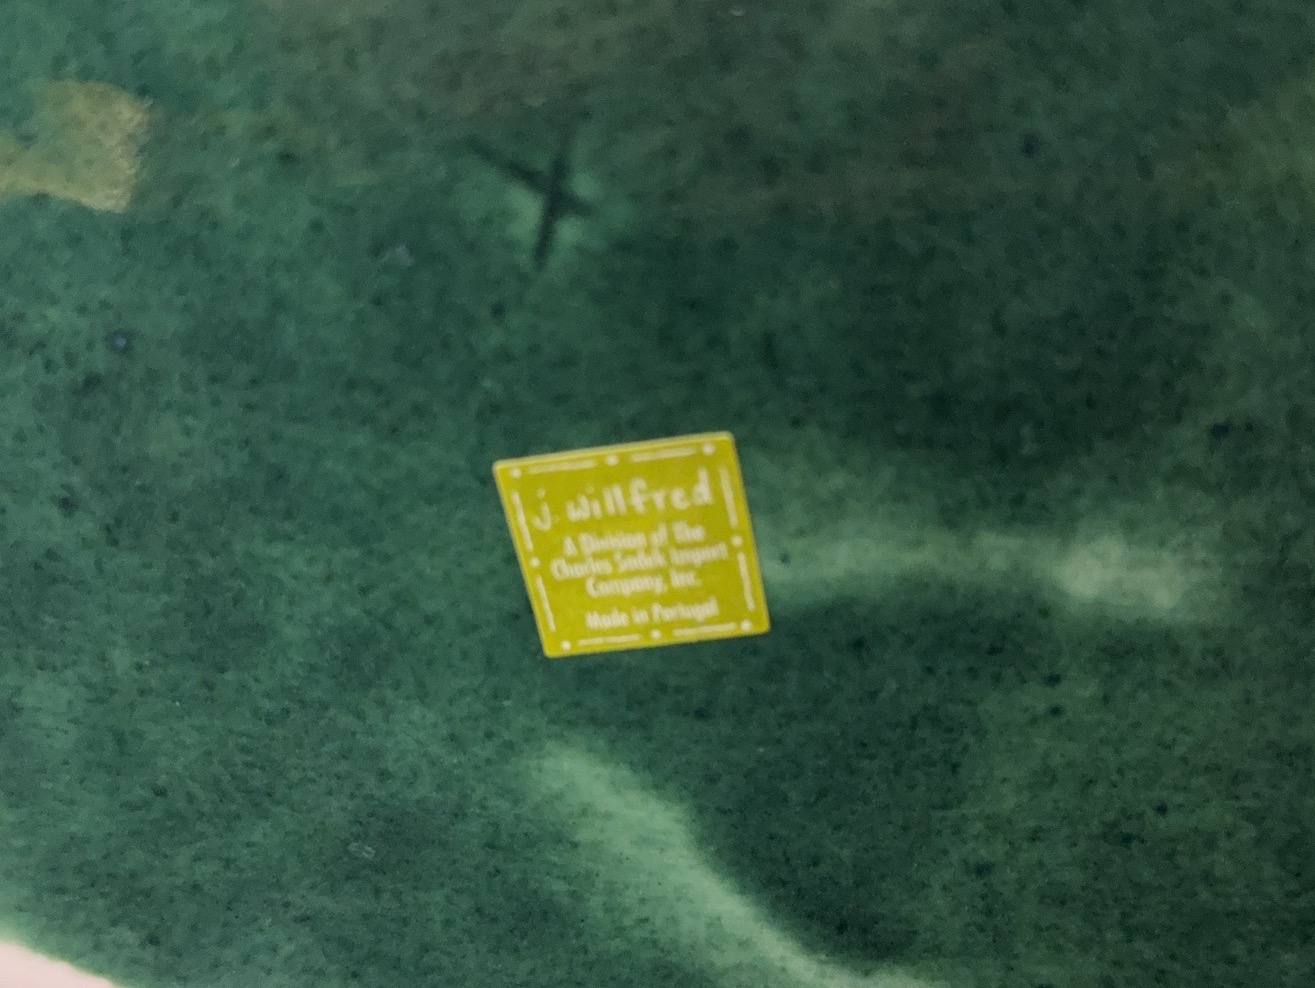 j. willfred
A Division of The
Charles Sadek Import
Company, Inc.
Made in Portugal